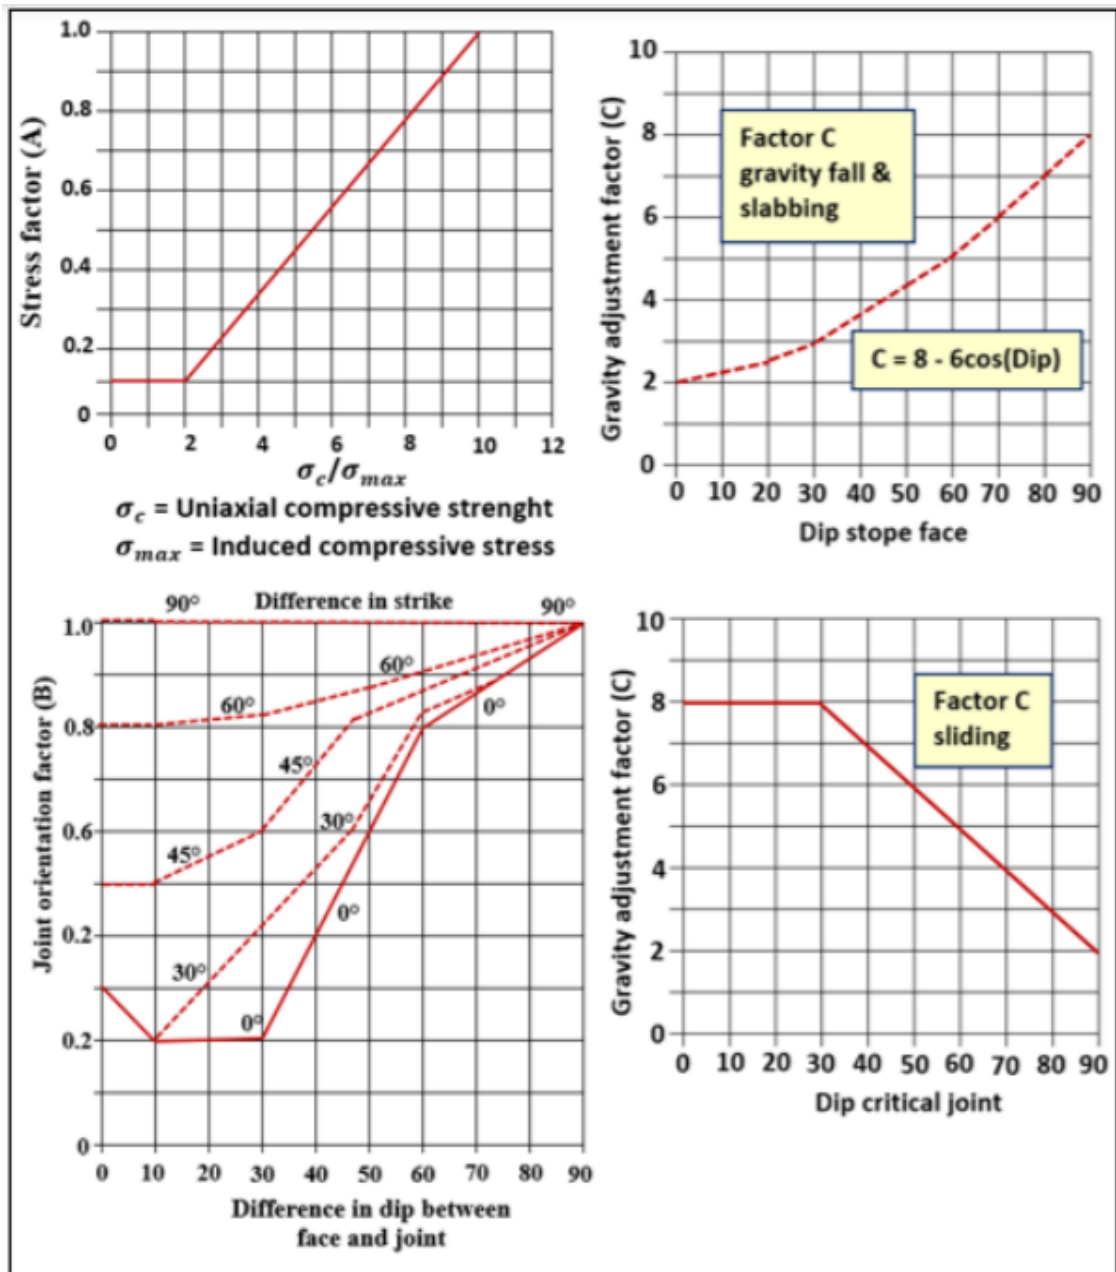 1.0
0.8
0.6
0.4
0.2
0
Stress factor (A)
0 2 4 6 8 10 12
σc/σmax
σc = Uniaxial compressive strenght
σmax = Induced compressive stress
10
8
6
4
2
0
Gravity adjustment factor (C)
Factor C
gravity fall &
slabbing
C = 8 - 6cos(Dip)
0 10 20 30 40 50 60 70 80 90
Dip stope face
90° Difference in strike 90°
1.0
0.8
0.6
0.2
0.2
0
Joint orientation factor (B)
60°
60°
0°
45°
45°
30°
0°
30°
0°
0 10 20 30 40 50 60 70 80 90
Difference in dip between
face and joint
10
8
6
4
2
0
Gravity adjustment factor (C)
Factor C
sliding
0 10 20 30 40 50 60 70 80 90
Dip critical joint